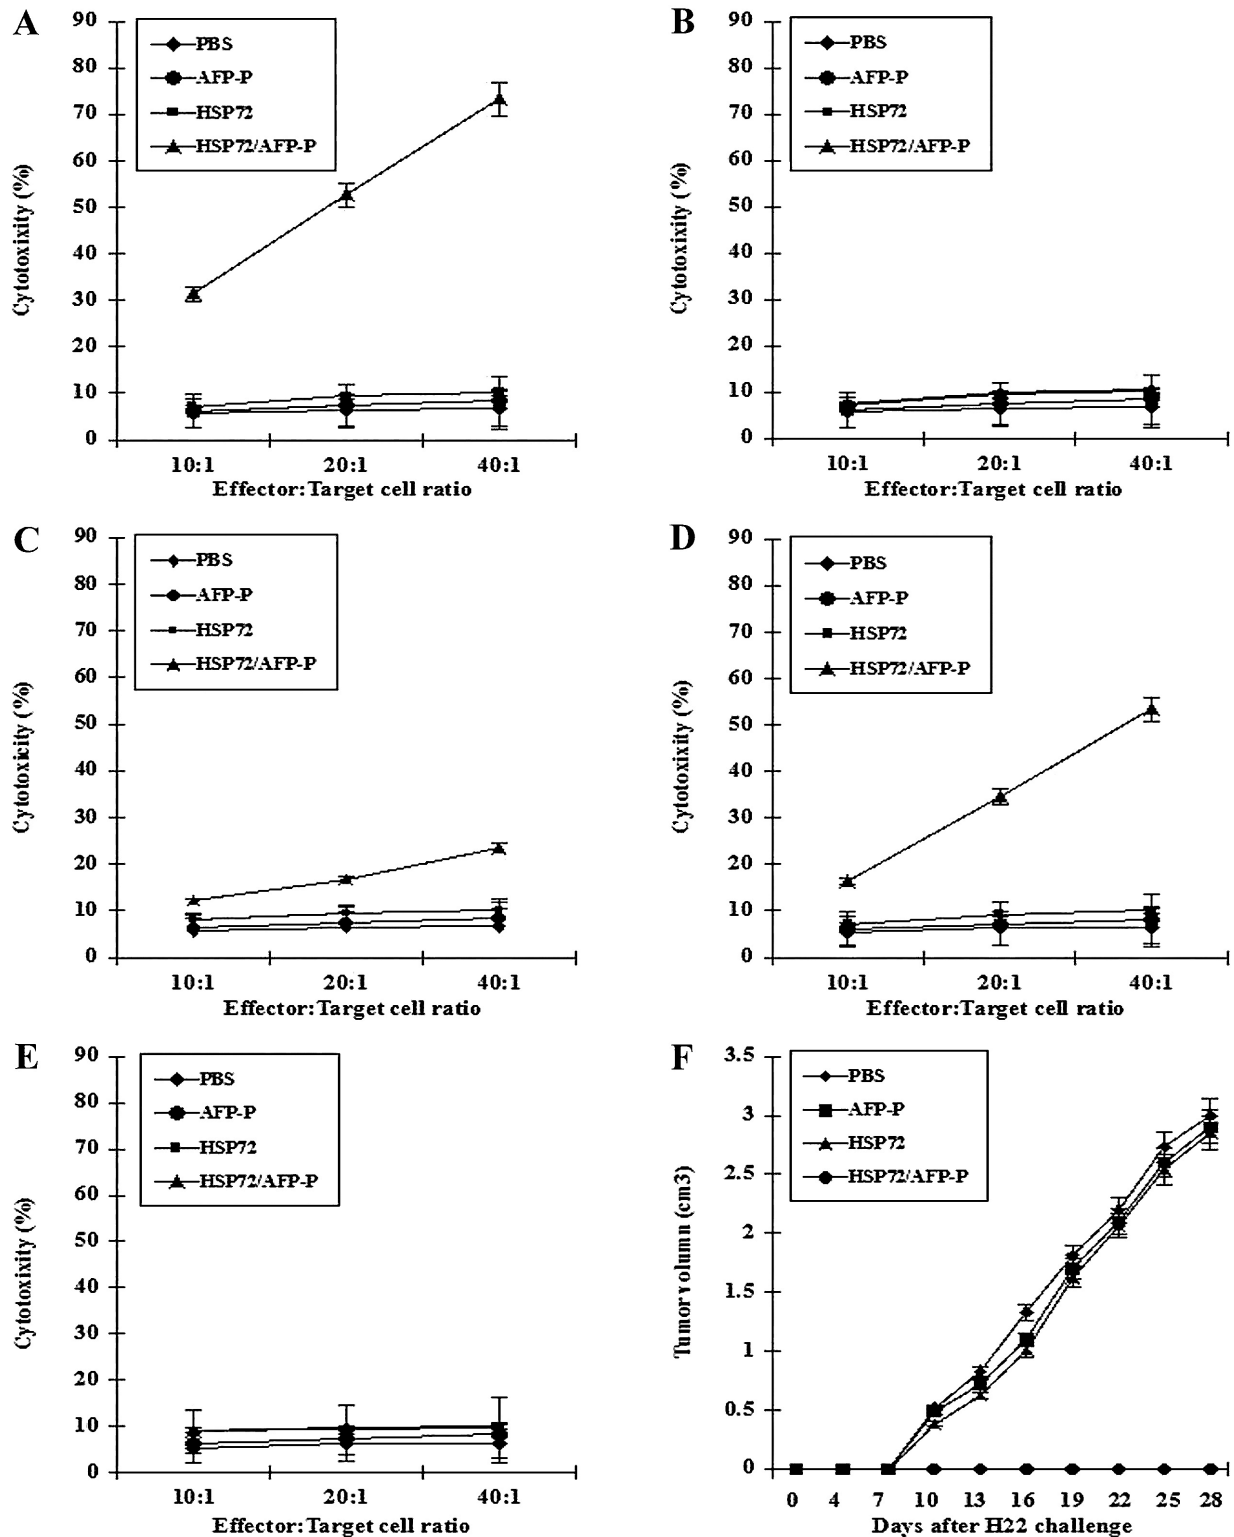 A
90
80
70
60
50
40
30
20
10
0
Cytotoxixity (%)
PBS
AFP-P
HSP72
HSP72/AFP-P
10:1 20:1 40:1
Effector:Target cell ratio
B
90
80
70
60
50
40
30
20
10
0
Cytotoxixity (%)
PBS
AFP-P
HSP72
HSP72/AFP-P
10:1 20:1 40:1
Effector:Target cell ratio
C
90
80
70
60
50
40
30
20
10
0
Cytotoxicity (%)
PBS
AFP-P
HSP72
HSP72/AFP-P
10:1 20:1 40:1
Effector:Target cell ratio
D
90
80
70
60
50
40
30
20
10
0
Cytotoxixity (%)
PBS
AFP-P
HSP72
HSP72/AFP-P
10:1 20:1 40:1
Effector:Target cell ratio
E
90
80
70
60
50
40
30
20
10
0
Cytotoxixity (%)
PBS
AFP-P
HSP72
HSP72/AFP-P
10:1 20:1 40:1
Effector:Target cell ratio
F
3.5
3
2.5
2
1.5
1
0.5
0
Tumor volumn (cm3)
PBS
AFP-P
HSP72
HSP72/AFP-P
0 4 7 10 13 16 19 22 25 28
Days after H22 challenge